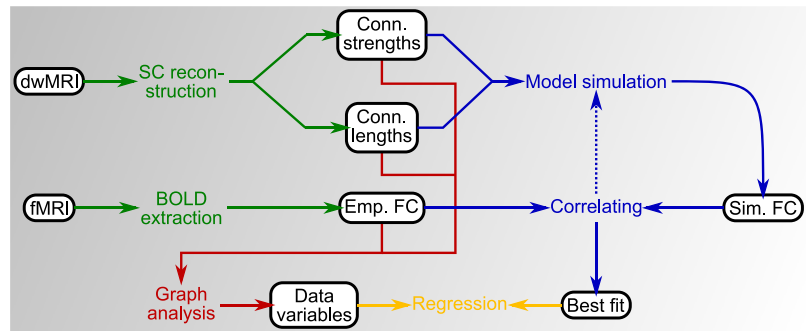 Conn.
strengths
dwMRI
SC recon-
struction
Model simulation
Conn.
lengths
fMRI
BOLD
extraction
Emp. FC
Correlating
Sim. FC
Graph
analysis
Data
variables
Regression
Best fit